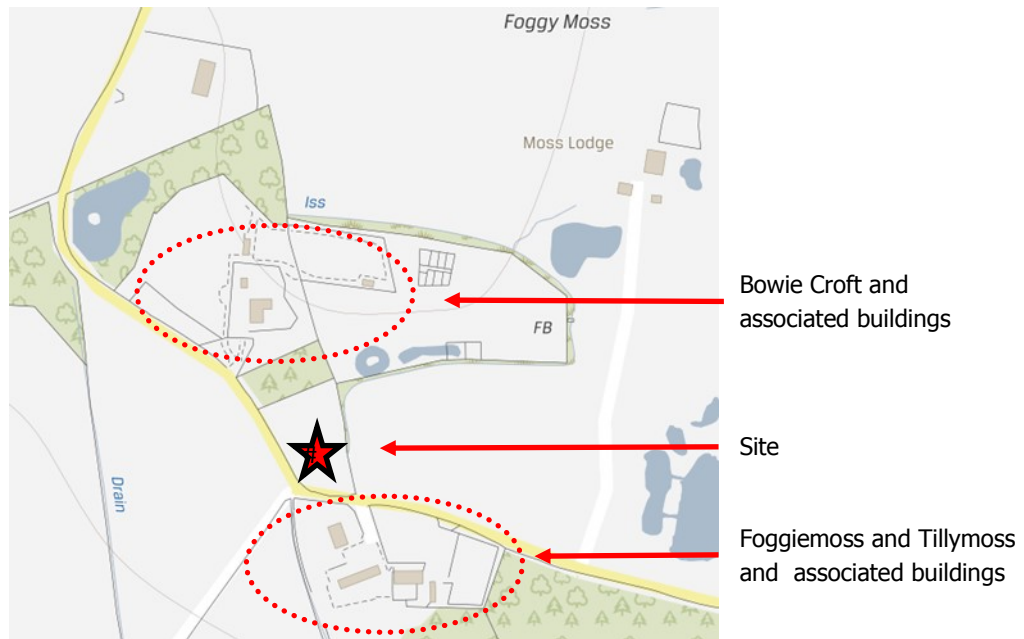 Foggy Moss
Moss Lodge
Iss
Bowie Croft and
associated buildings
FB
Site
Drain
Foggiemoss and Tillymoss
and associated buildings